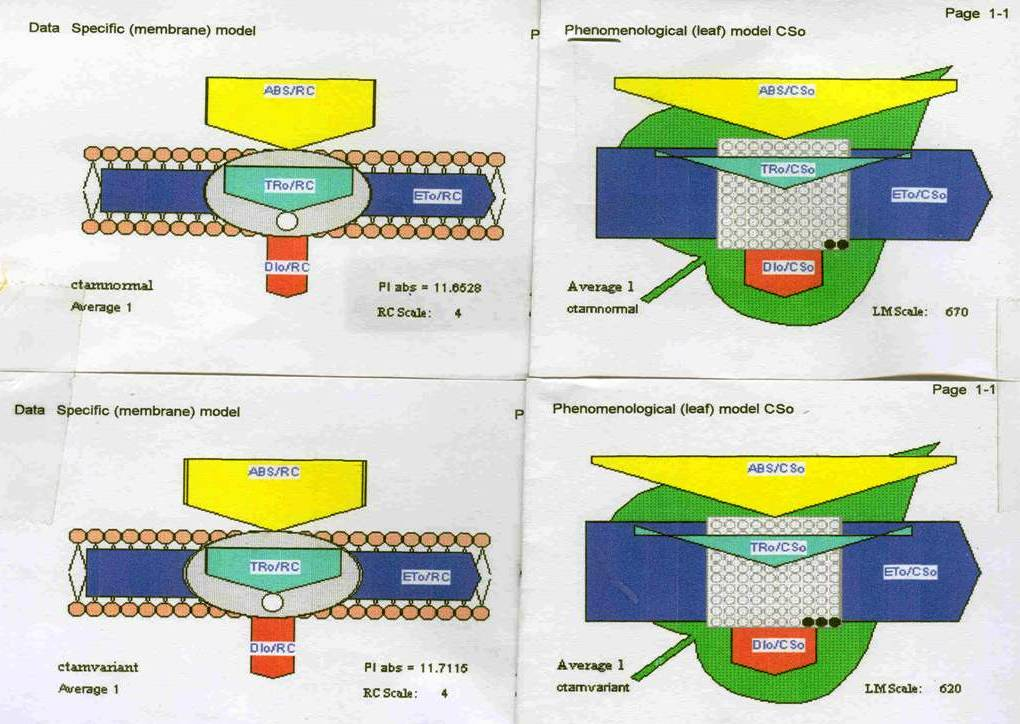 Page 1-1
Data Specific (membrane) model
P
Phenomenological (leaf) model CSo
ABS/RC
TRo/RC
ETo/RC
DIo/RC
ctamnormal
Average 1
PI abs = 11.6528
RC Scale: 4
ABS/CSo
TRo/CSo
ETo/CSo
DIo/CSo
Average 1
ctamnormal
LM Scale: 670
Page 1-1
Data Specific (membrane) model
P
Phenomenological (leaf) model CSo
ABS/RC
TRo/RC
ETo/RC
DIo/RC
ctamvariant
Average 1
PI abs = 11.7115
RC Scale: 4
ABS/CSo
TRo/CSo
ETo/CSo
DIo/CSo
Average 1
ctamvariant
LM Scale: 620